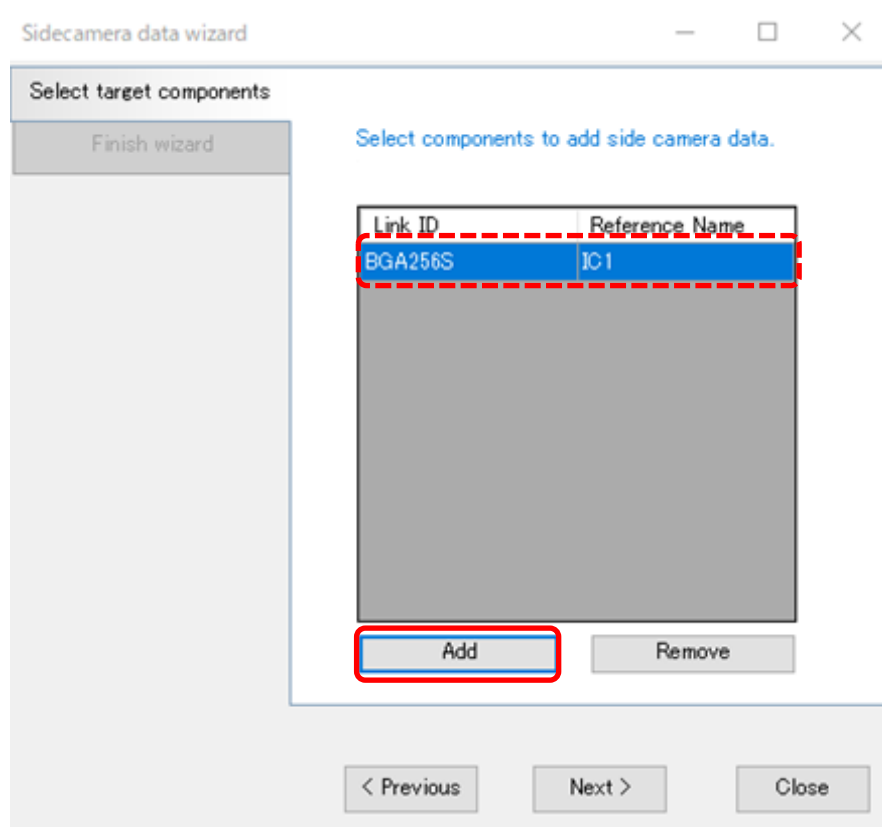 Sidecamera data wizard
Select target components
Finish wizard
Select components to add side camera data.
Link ID Reference Name
BGA256S IC1
Add Remove
< Previous Next > Close